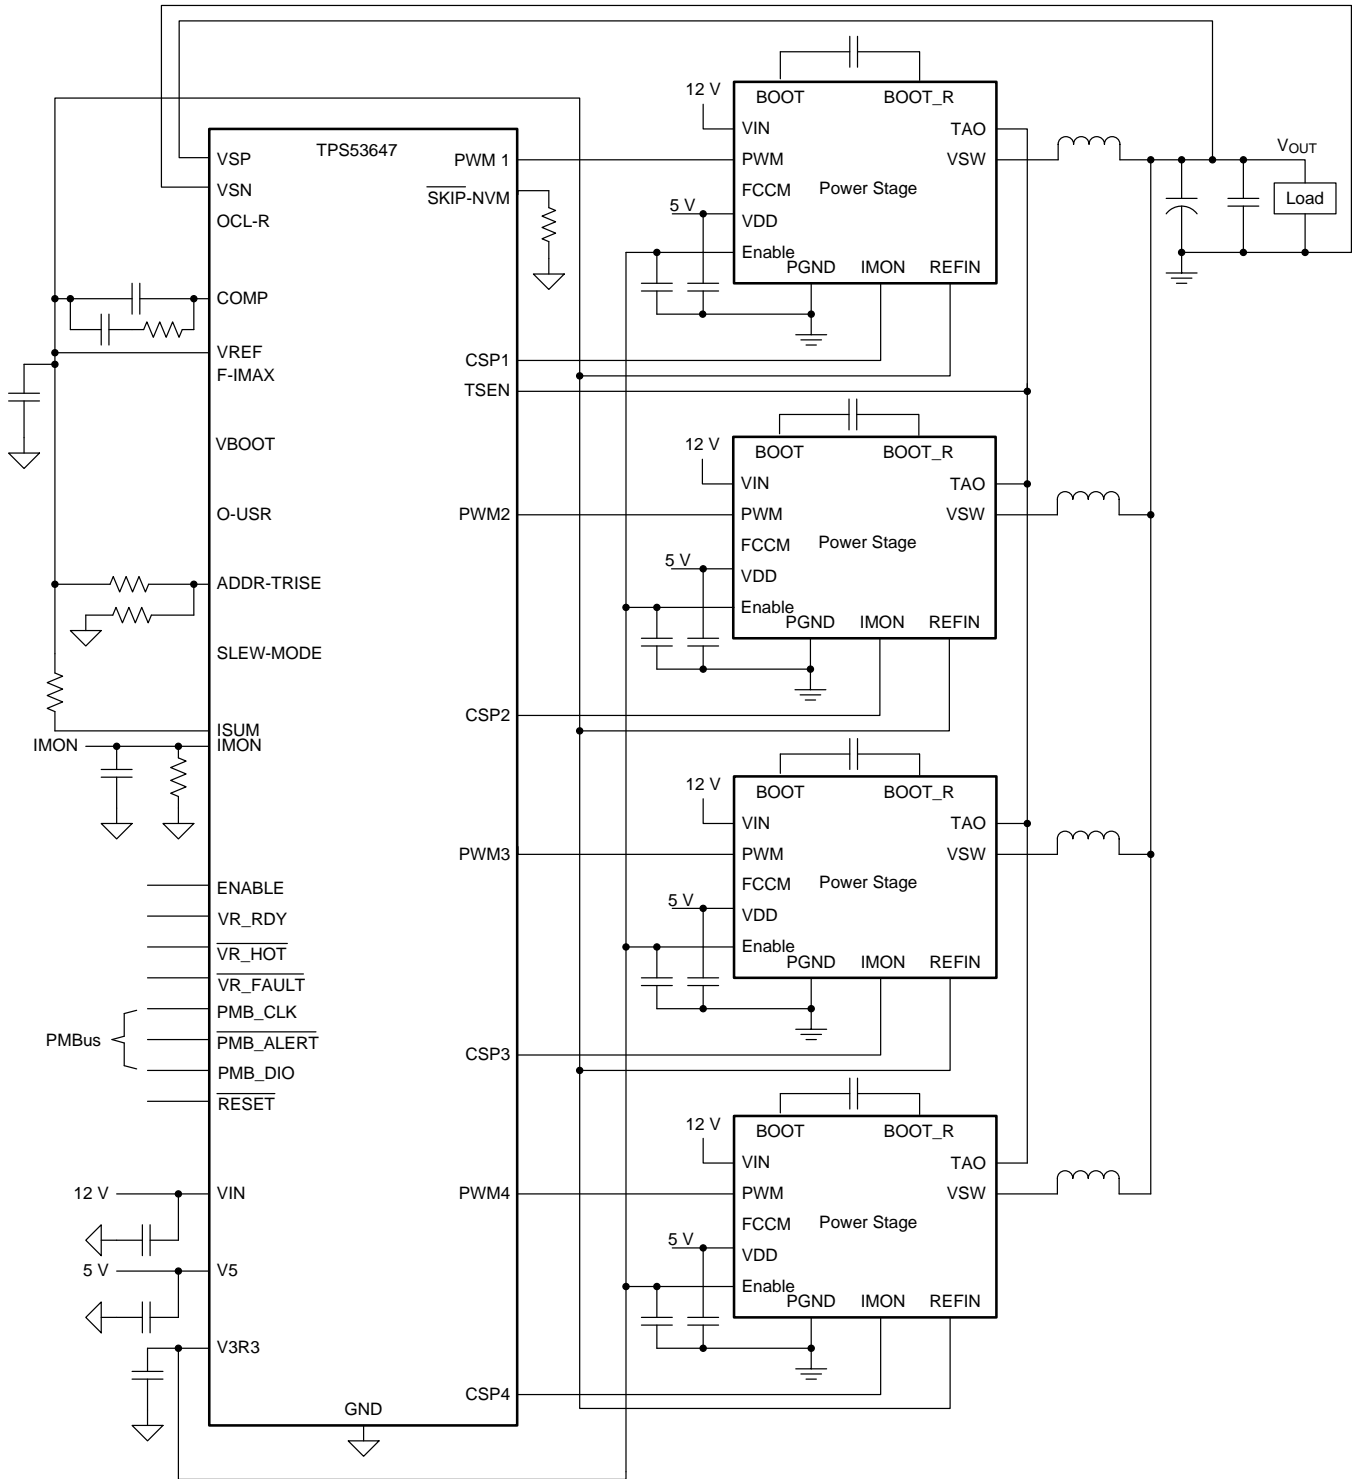 TPS53647
VSP
VSN
OCL-R
COMP
VREF
F-IMAX
VBOOT
O-USR
ADDR-TRISE
SLEW-MODE
ISUM
IMON
IMON
ENABLE
VR_RDY
VR_HOT
VR_FAULT
PMB_CLK
PMBus
PMB_ALERT
PMB_DIO
RESET
12 V
VIN
5 V
V5
V3R3
GND
PWM 1
SKIP-NVM
CSP1
TSEN
PWM2
CSP2
PWM3
CSP3
PWM4
CSP4
12 V
BOOT
BOOT_R
VIN
TAO
PWM
VSW
FCCM
Power Stage
5 V
VDD
Enable
PGND
IMON
REFIN
12 V
BOOT
BOOT_R
VIN
TAO
PWM
VSW
FCCM
Power Stage
5 V
VDD
Enable
PGND
IMON
REFIN
12 V
BOOT
BOOT_R
VIN
TAO
PWM
VSW
FCCM
Power Stage
5 V
VDD
Enable
PGND
IMON
REFIN
12 V
BOOT
BOOT_R
VIN
TAO
PWM
VSW
FCCM
Power Stage
5 V
VDD
Enable
PGND
IMON
REFIN
VOUT
Load